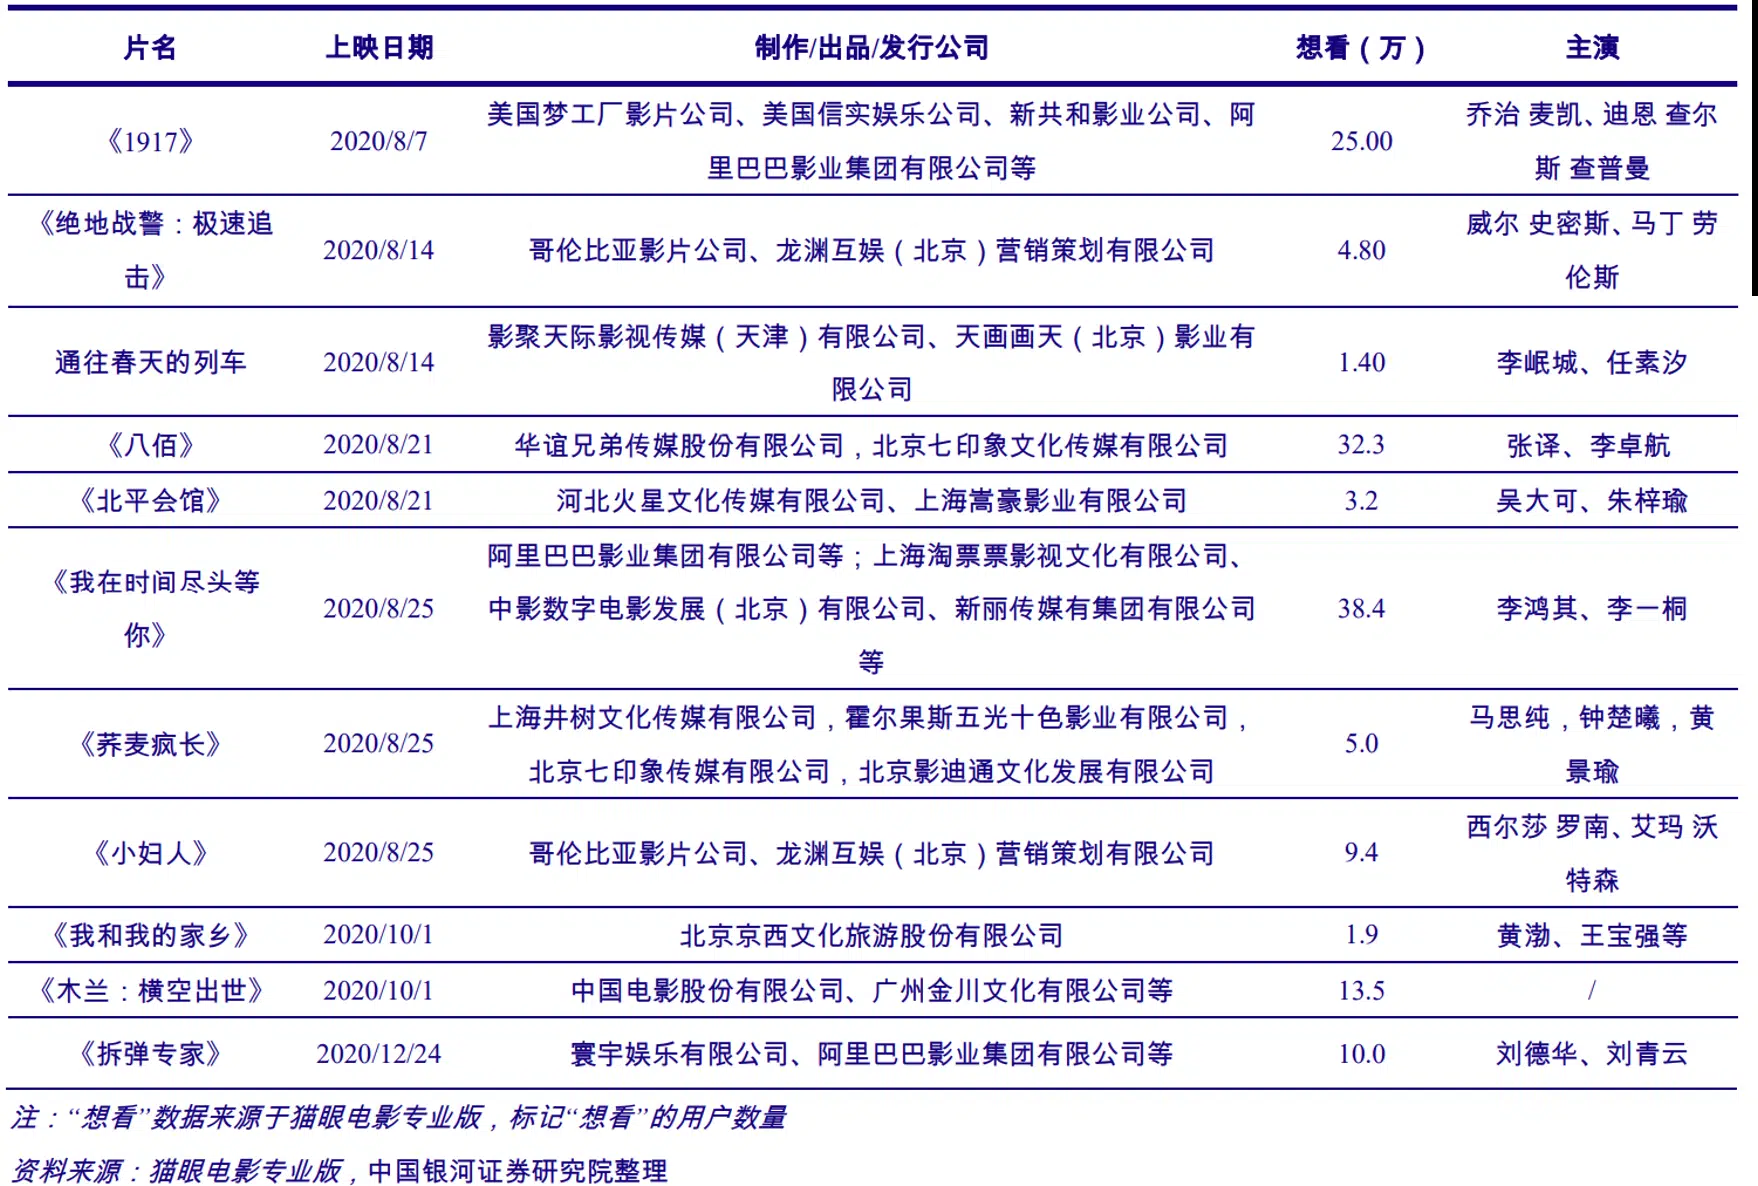 片名 上映日期 制作/出品/发行公司 想看（万） 主演
美国梦工厂影片公司、美国信实娱乐公司、新共和影业公司、阿 乔治 麦凯、迪恩 查尔
《1917》 2020/8/7 25.00
里巴巴影业集团有限公司等 斯 查普曼
《绝地战警：极速追 威尔 史密斯、马丁 劳
2020/8/14 哥伦比亚影片公司、龙渊互娱（北京）营销策划有限公司 4.80
击》 伦斯
影聚天际影视传媒（天津）有限公司、天画画天（北京）影业有
通往春天的列车 2020/8/14 1.40 李岷城、任素汐
限公司
《八佰》 2020/8/21 华谊兄弟传媒股份有限公司，北京七印象文化传媒有限公司 32.3 张译、李卓航
《北平会馆》 2020/8/21 河北火星文化传媒有限公司、上海嵩豪影业有限公司 3.2 吴大可、朱梓瑜
阿里巴巴影业集团有限公司等；上海淘票票影视文化有限公司、
《我在时间尽头等
2020/8/25 中影数字电影发展（北京）有限公司、新丽传媒有集团有限公司 38.4 李鸿其、李一桐
你》
等
上海井树文化传媒有限公司，霍尔果斯五光十色影业有限公司， 马思纯，钟楚曦，黄
《荞麦疯长》 2020/8/25 5.0
北京七印象传媒有限公司，北京影迪通文化发展有限公司 景瑜
西尔莎 罗南、艾玛 沃
《小妇人》 2020/8/25 哥伦比亚影片公司、龙渊互娱（北京）营销策划有限公司 9.4
特森
《我和我的家乡》 2020/10/1 北京京西文化旅游股份有限公司 1.9 黄渤、王宝强等
《木兰：横空出世》 2020/10/1 中国电影股份有限公司、广州金川文化有限公司等 13.5 /
《拆弹专家》 2020/12/24 寰宇娱乐有限公司、阿里巴巴影业集团有限公司等 10.0 刘德华、刘青云
注：“想看”数据来源于猫眼电影专业版，标记“想看”的用户数量
资料来源：猫眼电影专业版，中国银河证券研究院整理